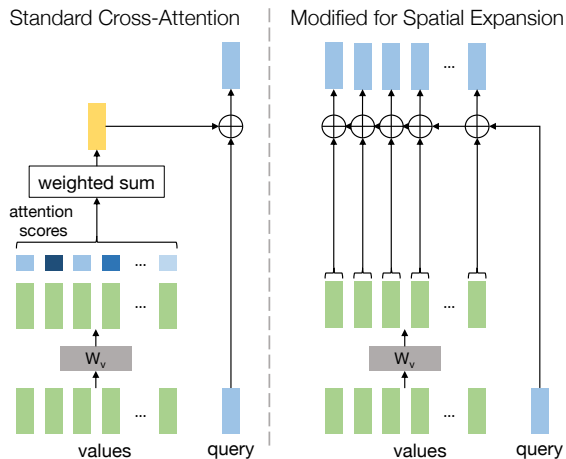 Standard Cross-Attention
Modified for Spatial Expansion
...
weighted sum
attention
scores
...
...
...
Wv
Wv
...
...
values
query
values
query